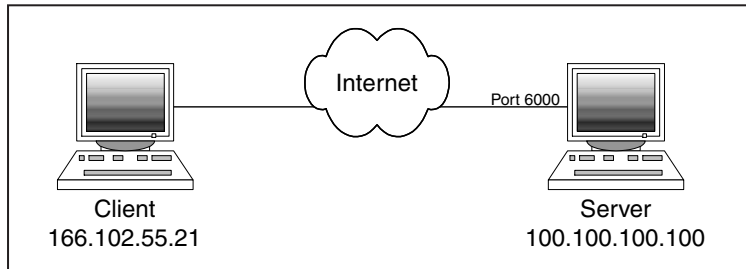 Internet
Port 6000
Client
166.102.55.21
Server
100.100.100.100